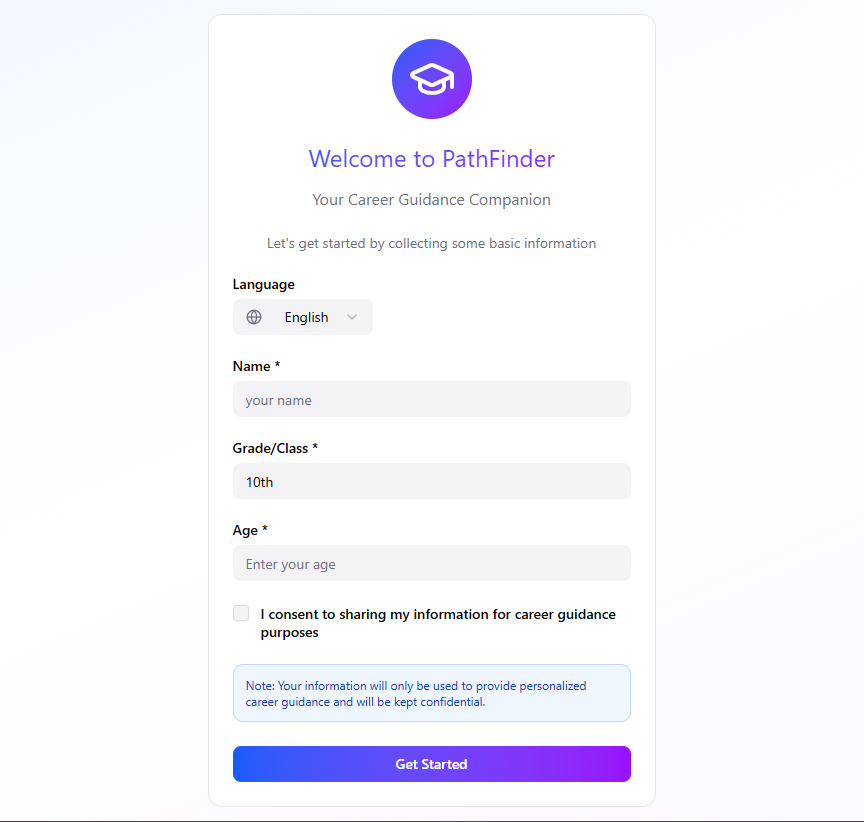 Welcome to PathFinder
Your Career Guidance Companion
Let's get started by collecting some basic information
Language
English
Name *
your name
Grade/Class *
10th
Age *
Enter your age
I consent to sharing my information for career guidance
purposes
Note: Your information will only be used to provide personalized
career guidance and will be kept confidential.
Get Started